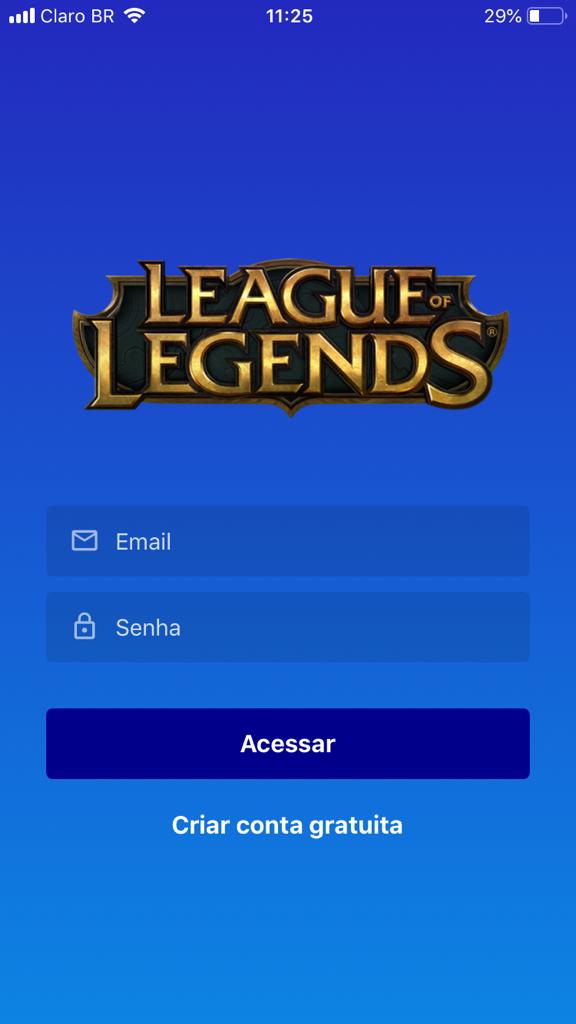 Claro BR 11:25 29%
LEAGUE OF
LEGENDS®
Email
Senha
Acessar
Criar conta gratuita